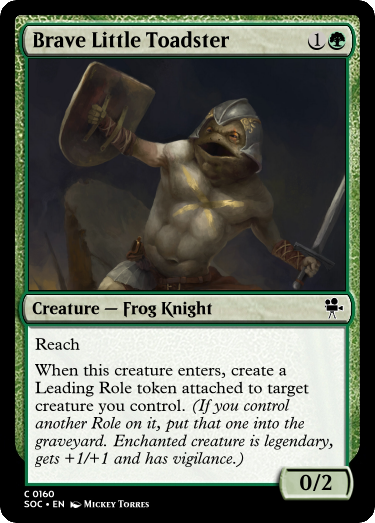 Brave Little Toadster 1
Creature — Frog Knight
Reach
When this creature enters, create a
Leading Role token attached to target
creature you control. (If you control
another Role on it, put that one into the
graveyard. Enchanted creature is legendary,
gets +1/+1 and has vigilance.)
0/2
C 0160
SOC • EN Mickey Torres